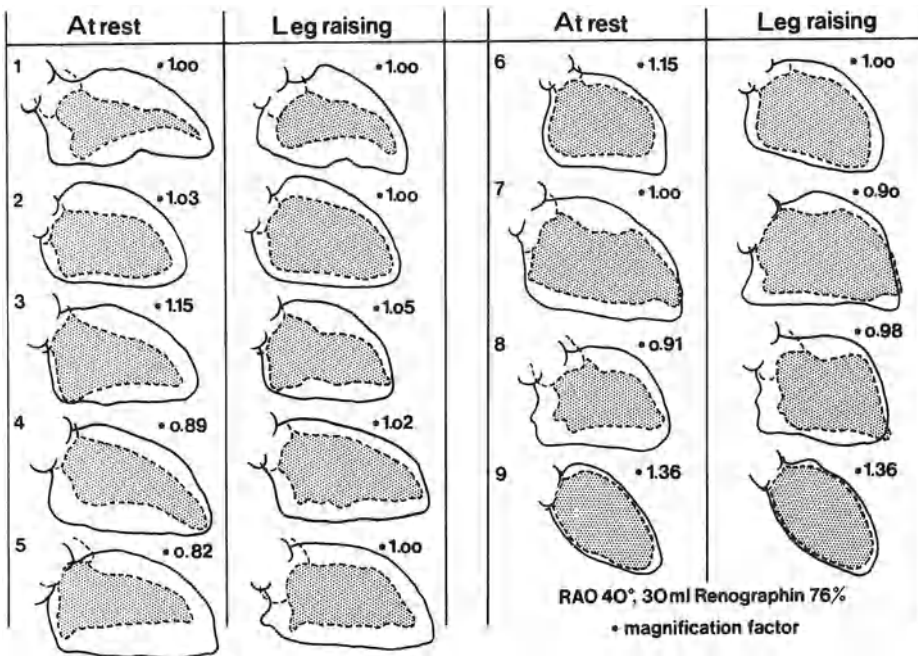 At rest Leg raising
1 • 1.00 • 1.00
2 • 1.03 • 1.00
3 • 1.15 • 1.05
4 • 0.89 • 1.02
5 • 0.82 • 1.00
At rest Leg raising
6 • 1.15 • 1.00
7 • 1.00 • 0.90
8 • 0.91 • 0.98
9 • 1.36 • 1.36
RAO 40°, 30ml Renographin 76%
• magnification factor